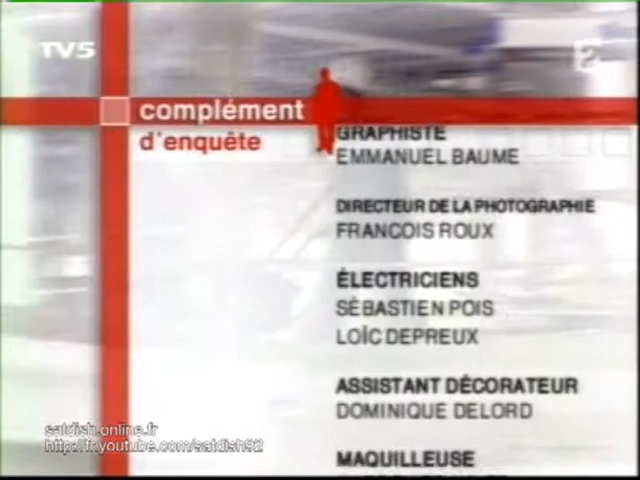 TV5
2
complément
d'enquête
GRAPHISTE
EMMANUEL BAUME
DIRECTEUR DE LA PHOTOGRAPHIE
FRANCOIS ROUX
ÉLECTRICIENS
SÉBASTIEN POIS
LOÏC DEPREUX
ASSISTANT DÉCORATEUR
DOMINIQUE DELORD
MAQUILLEUSE
satdish.online.fr
http://fr.youtube.com/satdish92